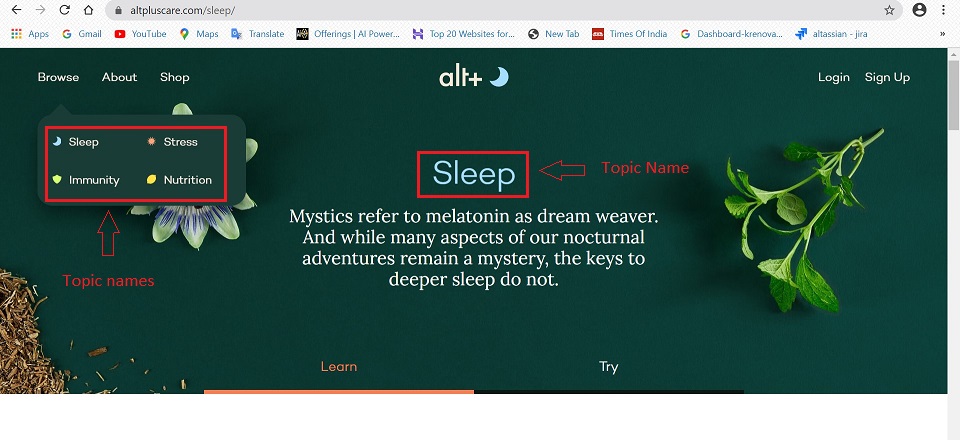 altpluscare.com/sleep/
Apps Gmail YouTube Maps Translate Offerings | AI Power... Top 20 Websites for... New Tab Times Of India Dashboard-krenova... altassian - jira »
Browse About Shop alt+ Login Sign Up
Sleep Stress
Immunity Nutrition
Topic names
Sleep
Topic Name
Mystics refer to melatonin as dream weaver.
And while many aspects of our nocturnal
adventures remain a mystery, the keys to
deeper sleep do not.
Learn Try